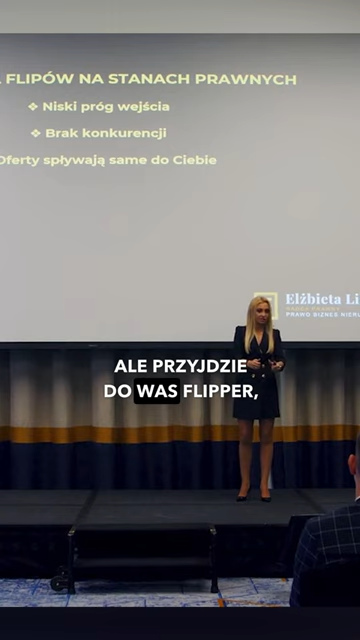 FLIPÓW NA STANACH PRAWNYCH
❖ Niski próg wejścia
❖ Brak konkurencji
Oferty spływają same do Ciebie
Elżbieta Li
PRAWO BIZNES
ALE PRZYJDZIE
DO WAS FLIPPER,